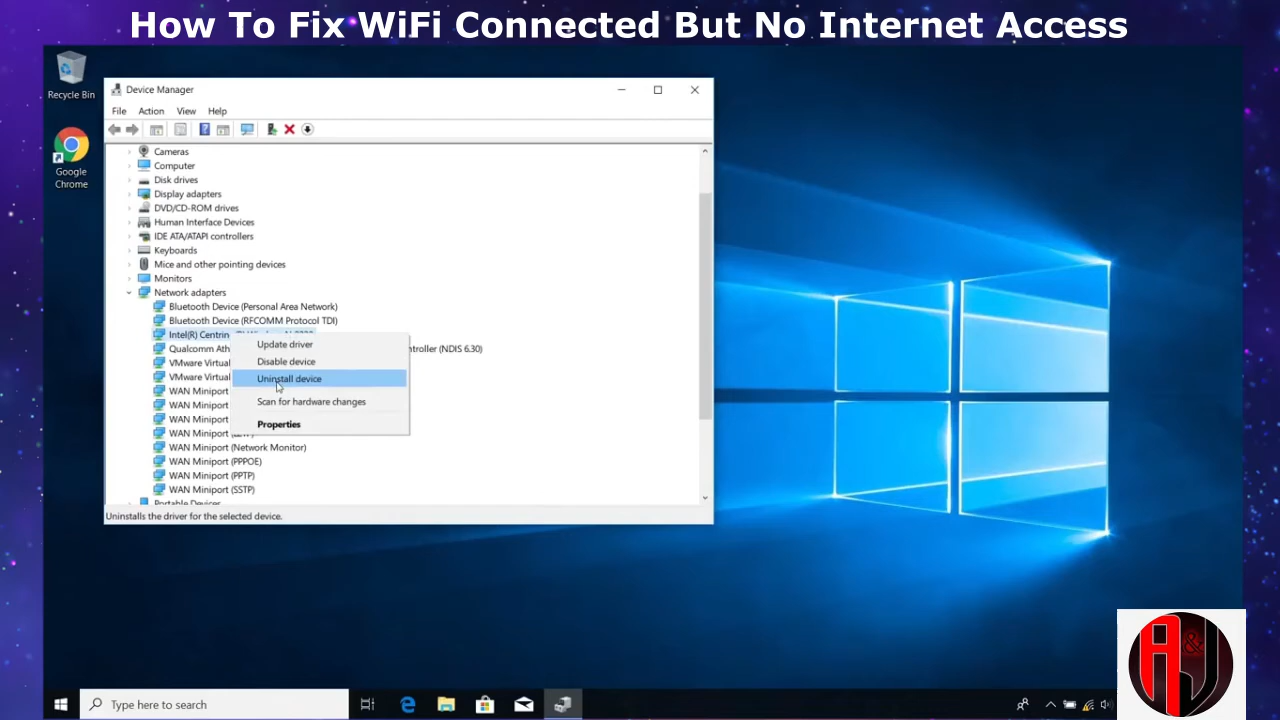 How To Fix WiFi Connected But No Internet Access
Recycle Bin
Google
Chrome
Device Manager
File Action View Help
Cameras
Computer
Disk drives
Display adapters
DVD/CD-ROM drives
Human Interface Devices
IDE ATA/ATAPI controllers
Keyboards
Mice and other pointing devices
Monitors
Network adapters
Bluetooth Device (Personal Area Network)
Bluetooth Device (RFCOMM Protocol TDI)
Intel(R) Centrin
Qualcomm Ath ntroller (NDIS 6.30)
VMware Virtual
VMware Virtual
WAN Miniport
WAN Miniport
WAN Miniport
WAN Miniport
WAN Miniport (Network Monitor)
WAN Miniport (PPPOE)
WAN Miniport (PPTP)
WAN Miniport (SSTP)
Portable Devices
Update driver
Disable device
Uninstall device
Scan for hardware changes
Properties
Uninstalls the driver for the selected device.
Type here to search
A&J